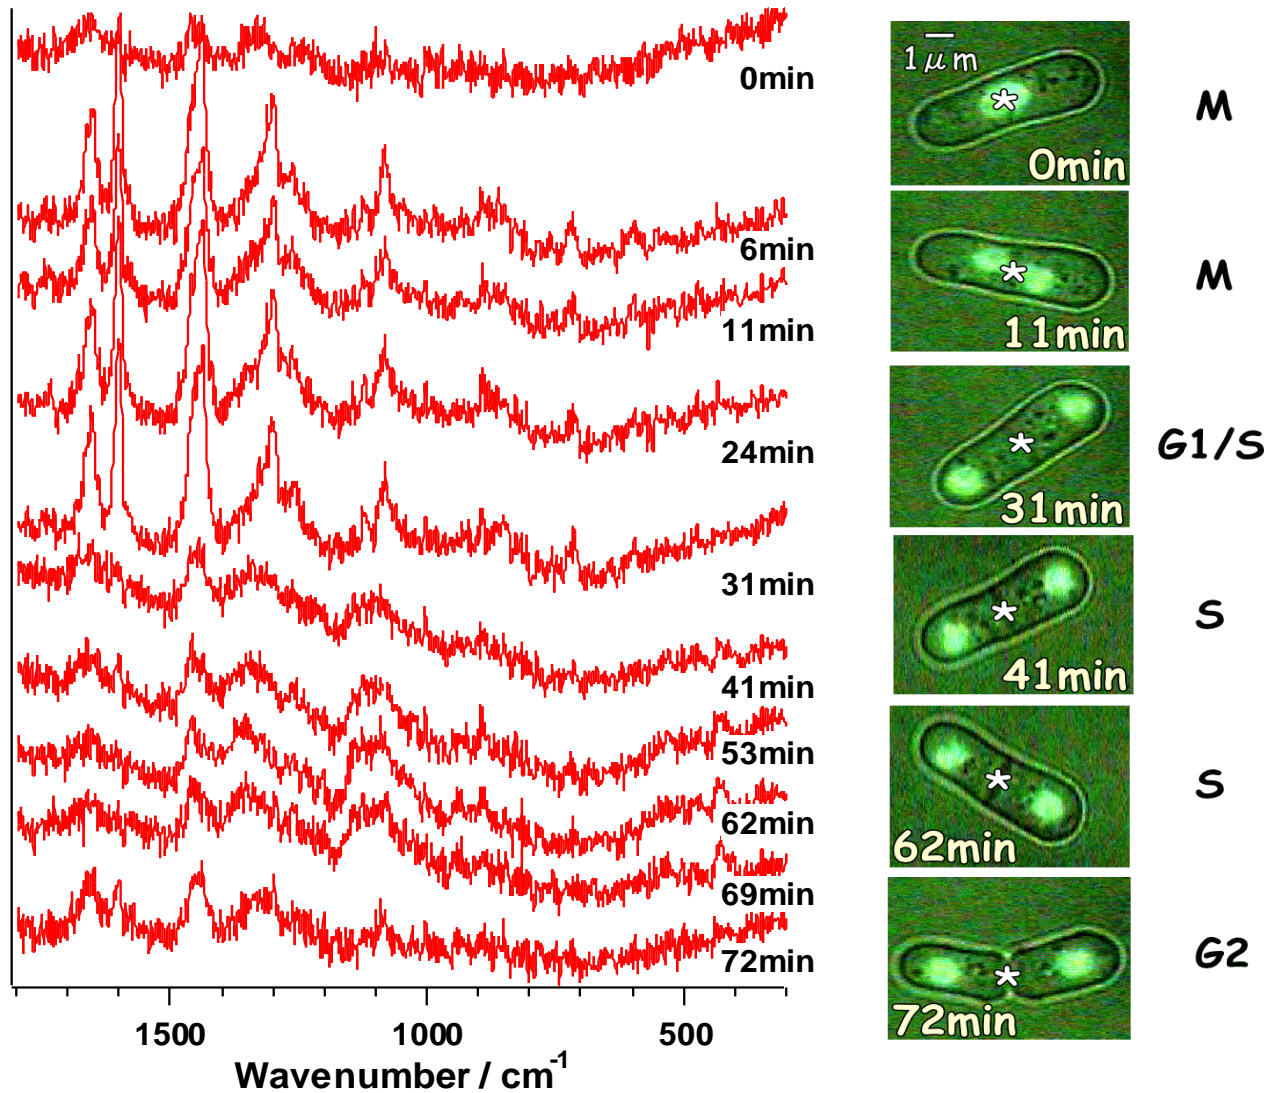 0min
6min
11min
24min
31min
41min
53min
62min
69min
72min
1500
1000
500
Wavenumber / cm-1
1 μm
0min
M
11min
M
31min
G1/S
41min
S
62min
S
72min
G2